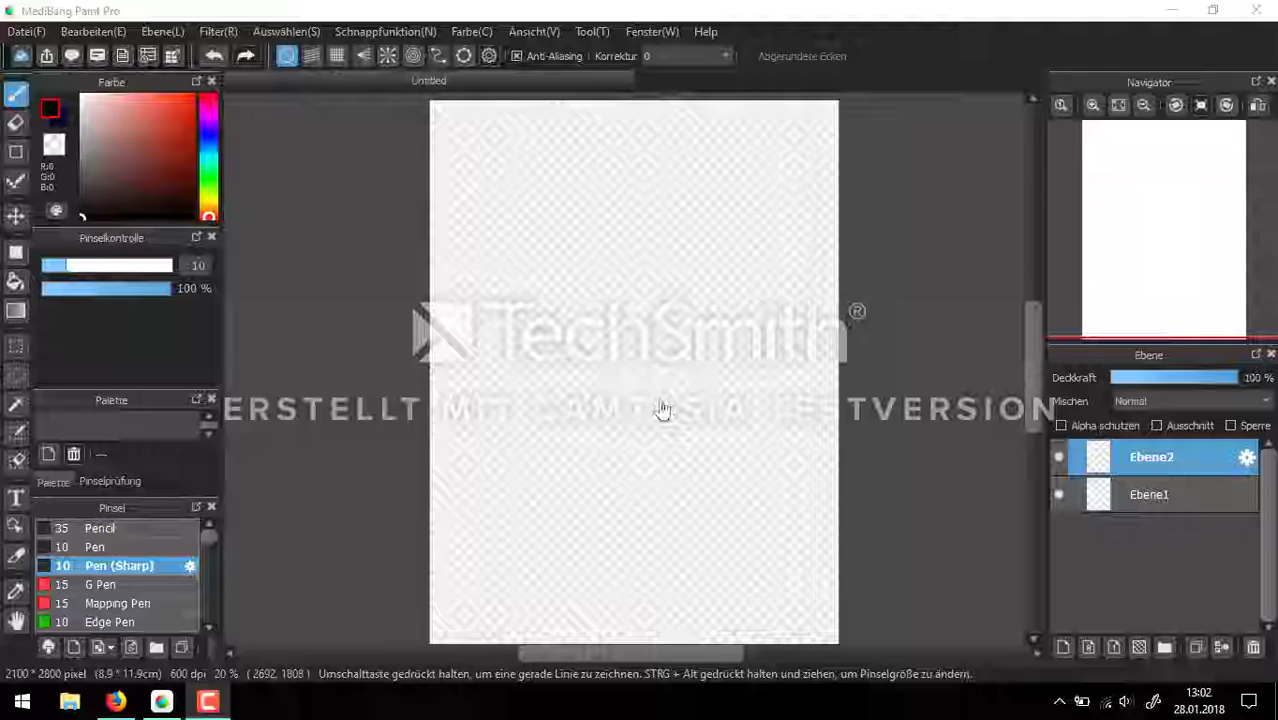 MediBang Paint Pro
Datei(F) Bearbeiten(E) Ebene(L) Filter(R) Auswählen(S) Schnappfunktion(N) Farbe(C) Ansicht(V) Tool(T) Fenster(W) Help
Anti-Aliasing Korrektur 0 Abgerundere Ecken
Farbe
Untitled
Navigator
R:0
G:0
B:0
Pinselkontrolle
10
100 %
TechSmith®
Ebene
Deckkraft 100 %
Mischen Normal
Palette
ERSTELLT MIT CAMTASIA TESTVERSION
Alpha schutzen Ausschnitt Sperre
Ebene2
Palette Pinselprüfung
Ebene1
Pinsel
35 Pencil
10 Pen
10 Pen (Sharp)
15 G Pen
15 Mapping Pen
10 Edge Pen
2100 * 2800 pixel (8.9 * 11.9cm) 600 dpi 20 % ( 2692, 1808 ) Umschalttaste gedrückt halten, um eine gerade Linie zu zeichnen. STRG + Alt gedrückt halten und ziehen, um Pinselgröße zu ändern.
13:02
28.01.2018